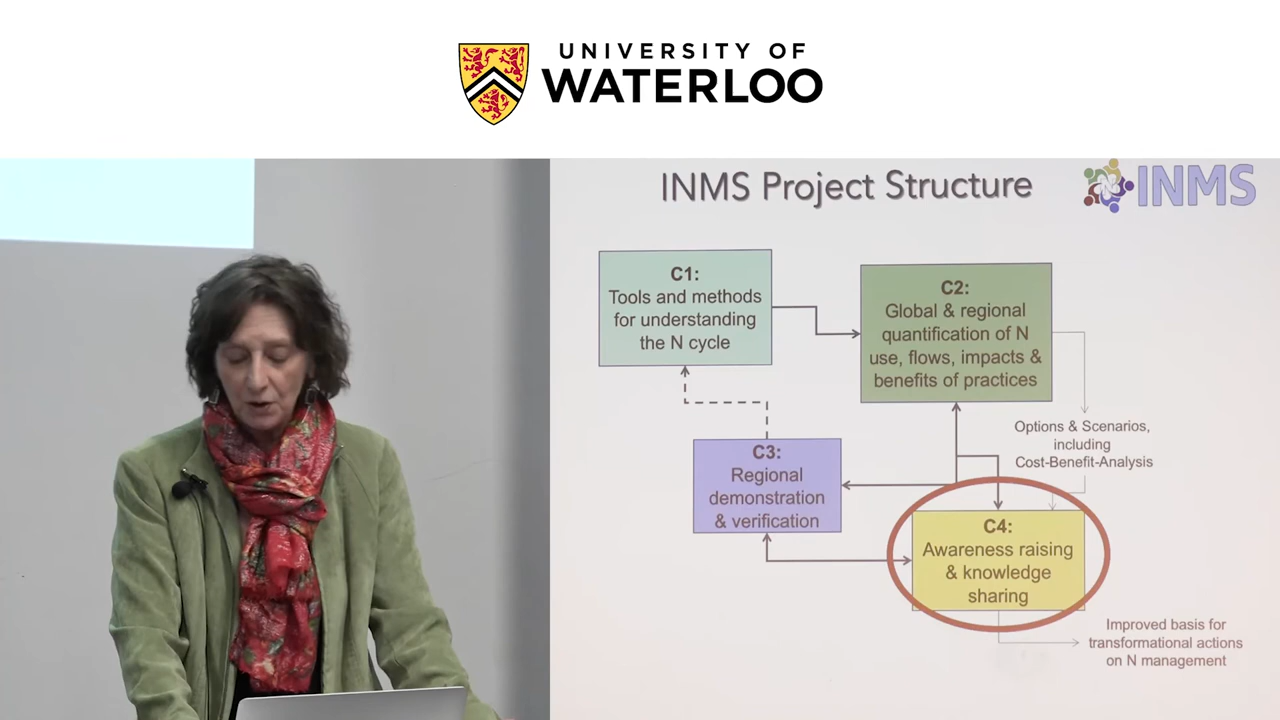 UNIVERSITY OF
WATERLOO
INMS Project Structure
INMS
C1:
Tools and methods
for understanding
the N cycle
C2:
Global & regional
quantification of N
use, flows, impacts &
benefits of practices
Options & Scenarios,
including
Cost-Benefit-Analysis
C3:
Regional
demonstration
& verification
C4:
Awareness raising
& knowledge
sharing
Improved basis for
transformational actions
on N management